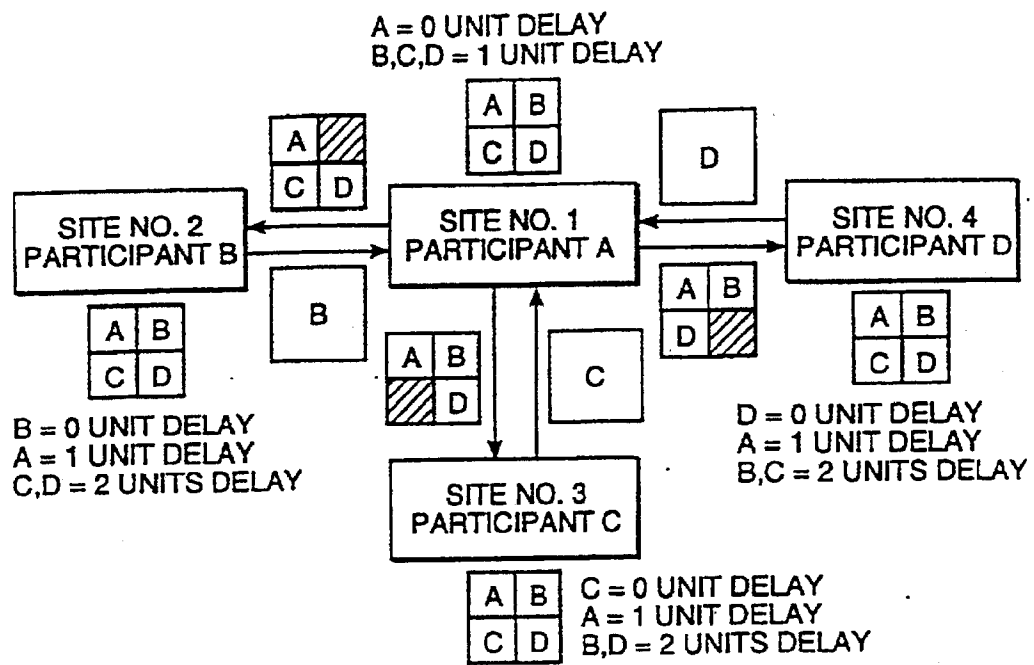 A = 0 UNIT DELAY
B,C,D = 1 UNIT DELAY
A B
C D
A
C D
D
SITE NO. 2
PARTICIPANT B
SITE NO. 1
PARTICIPANT A
SITE NO. 4
PARTICIPANT D
A B
C D
B
A B
D
C
A B
D
A B
C D
B = 0 UNIT DELAY
A = 1 UNIT DELAY
C,D = 2 UNITS DELAY
D = 0 UNIT DELAY
A = 1 UNIT DELAY
B,C = 2 UNITS DELAY
SITE NO. 3
PARTICIPANT C
A B
C D
C = 0 UNIT DELAY
A = 1 UNIT DELAY
B,D = 2 UNITS DELAY